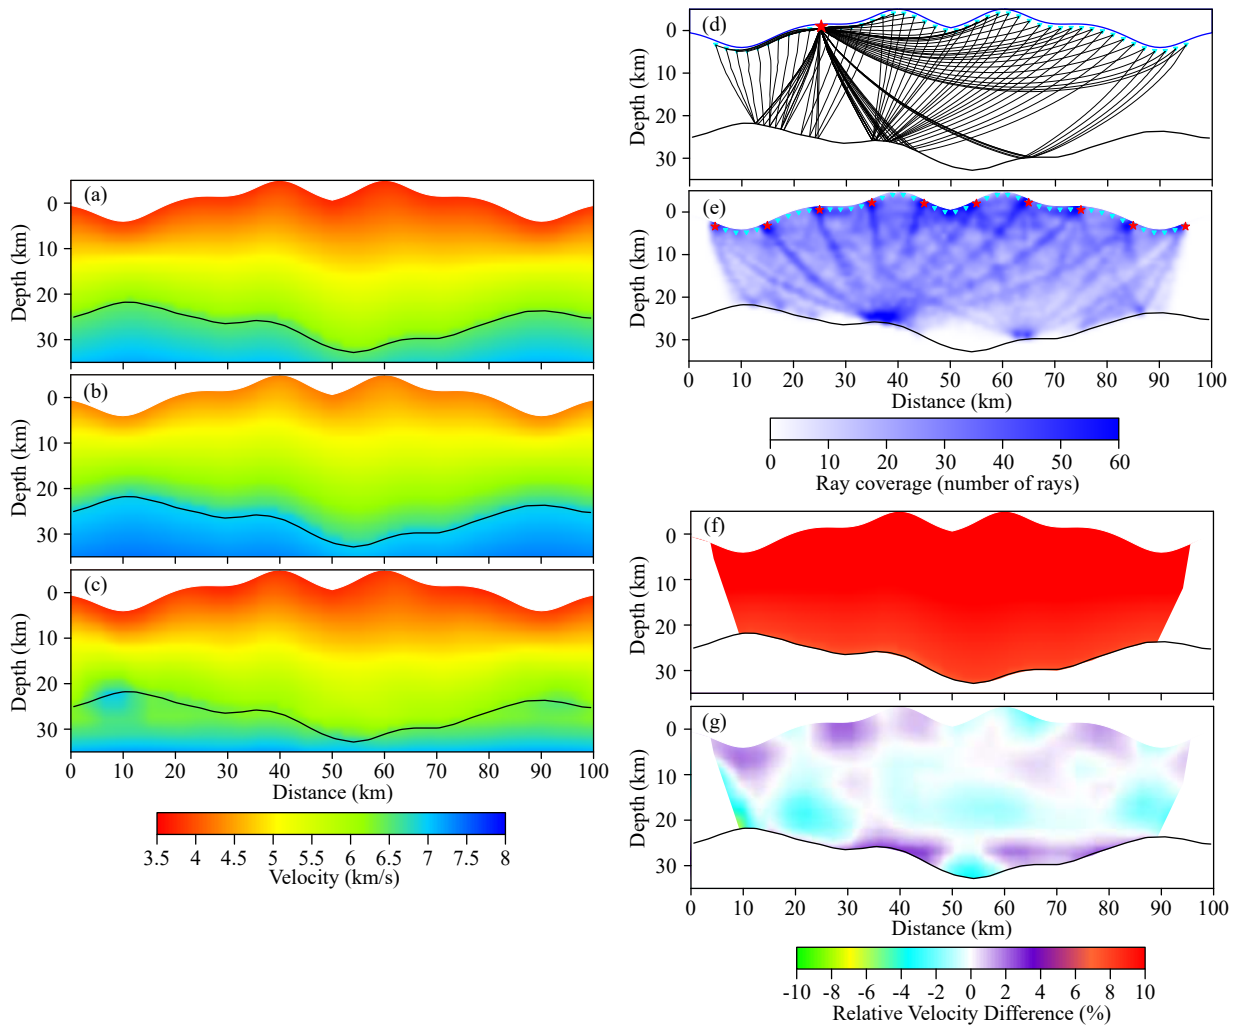 (a)
0
10
20
30
Depth (km)
(b)
0
10
20
30
Depth (km)
(c)
0
10
20
30
Depth (km)
0 10 20 30 40 50 60 70 80 90 100
Distance (km)
3.5 4 4.5 5 5.5 6 6.5 7 7.5 8
Velocity (km/s)
(d)
0
10
20
30
Depth (km)
(e)
0
10
20
30
Depth (km)
0 10 20 30 40 50 60 70 80 90 100
Distance (km)
0 10 20 30 40 50 60
Ray coverage (number of rays)
(f)
0
10
20
30
Depth (km)
(g)
0
10
20
30
Depth (km)
0 10 20 30 40 50 60 70 80 90 100
Distance (km)
-10 -8 -6 -4 -2 0 2 4 6 8 10
Relative Velocity Difference (%)